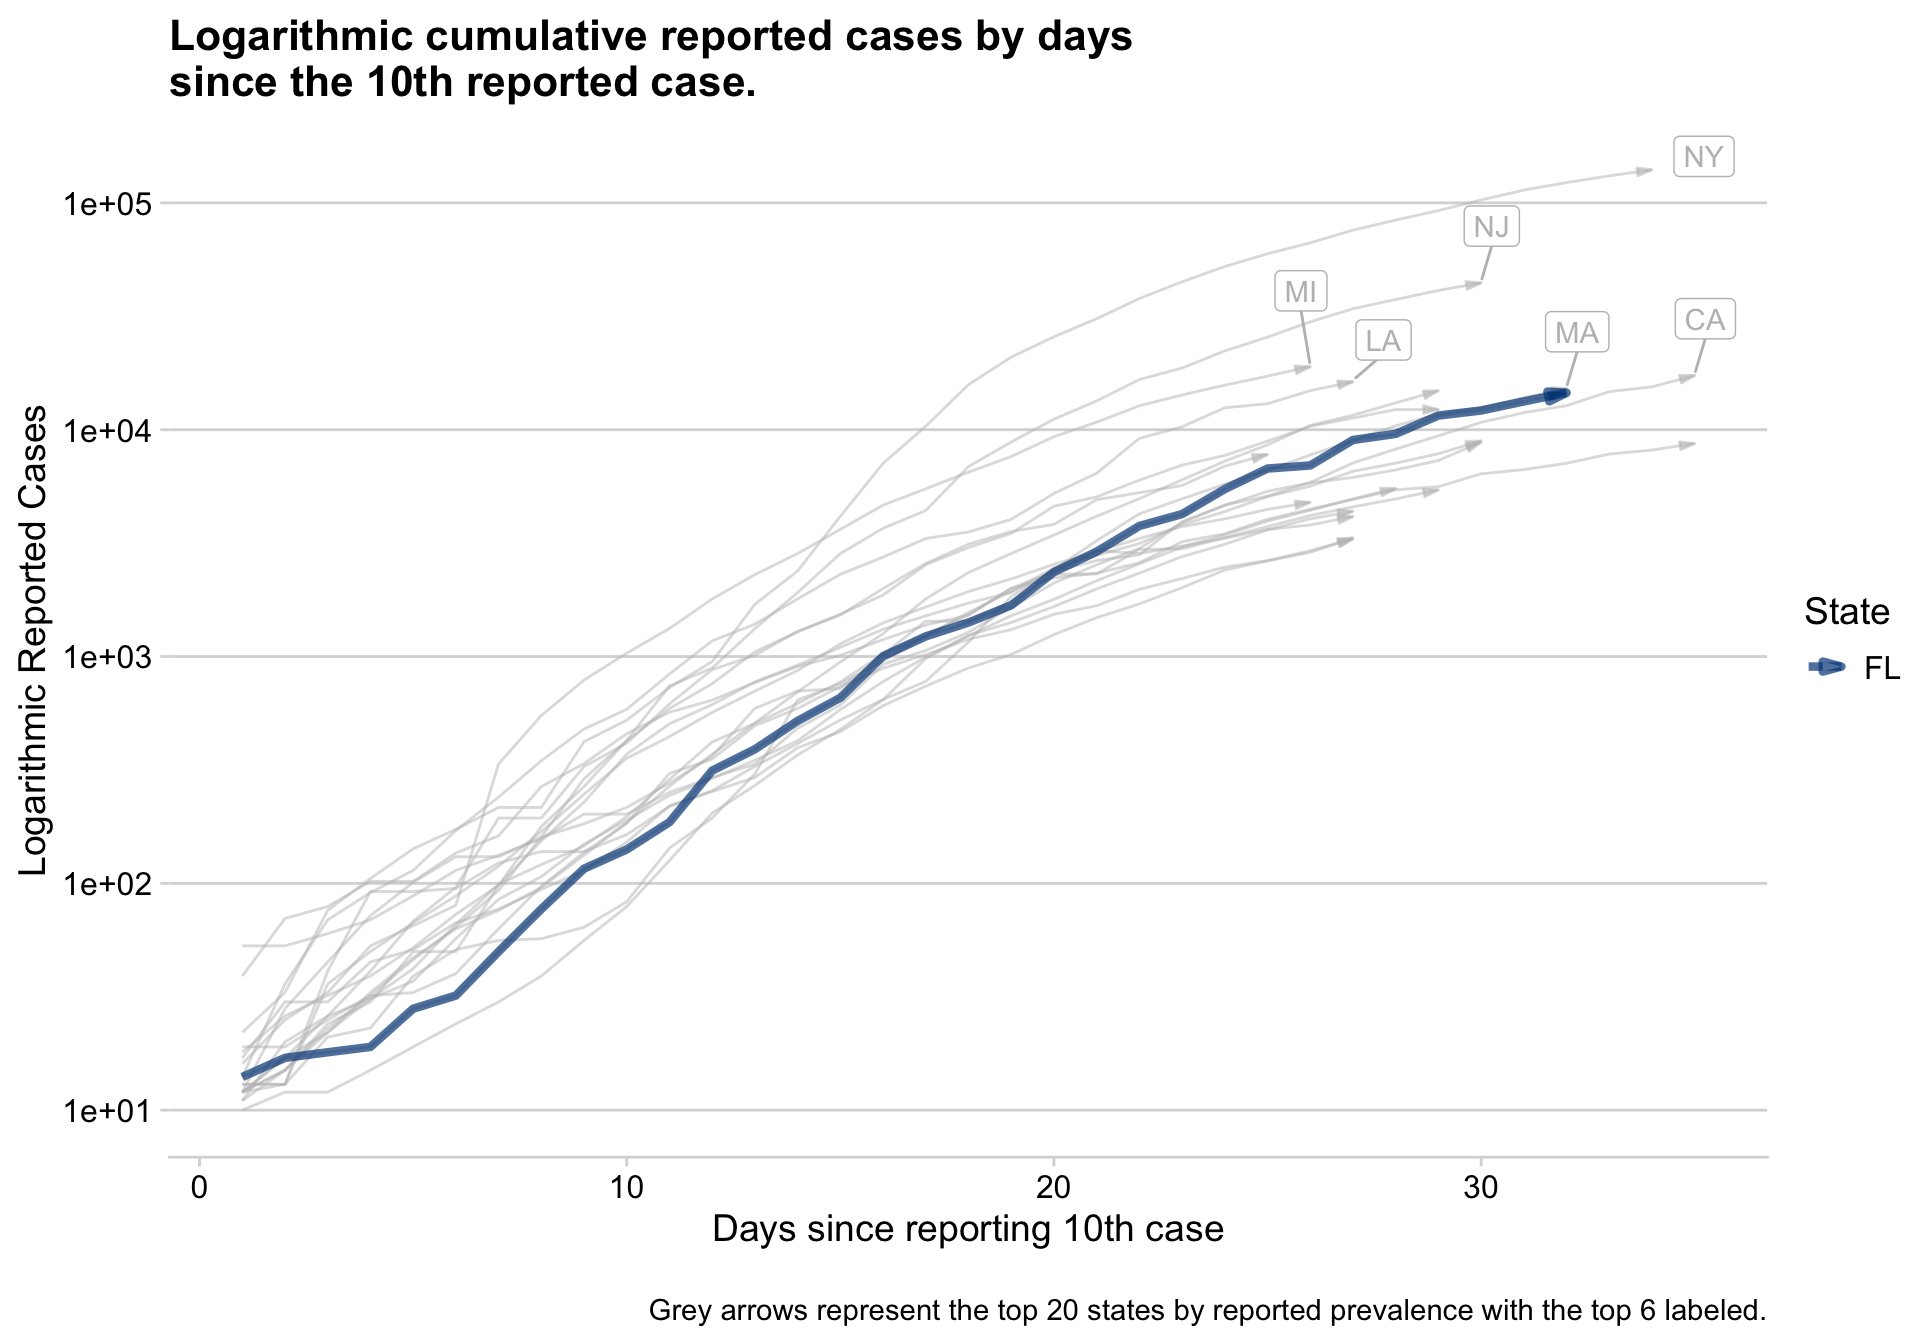 Logarithmic cumulative reported cases by days
since the 10th reported case.
NY
1e+05
NJ
MI
CA
MA
LA
1e+04
Logarithmic Reported Cases
State
1e+03
FL
1e+02
1e+01
0
10
20
30
Days since reporting 10th case
Grey arrows represent the top 20 states by reported prevalence with the top 6 labeled.